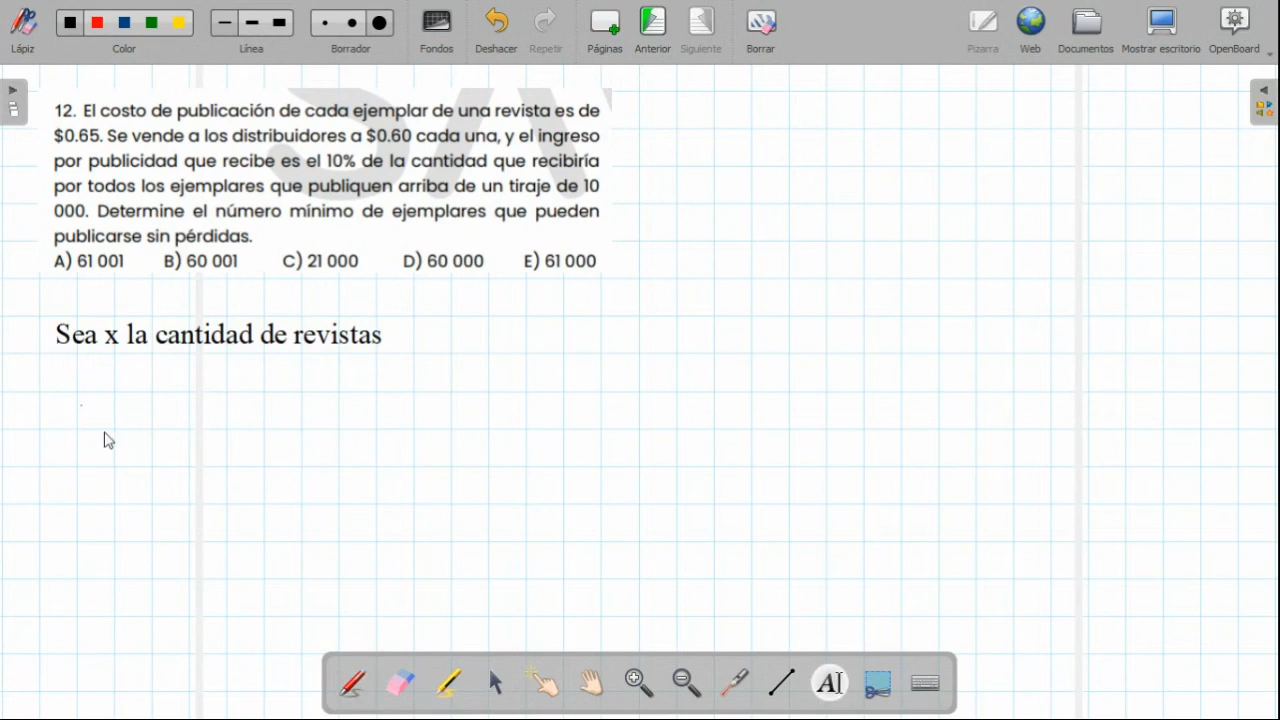 Lápiz
Color
Línea
Borrador
Fondos
Deshacer
Repetir
Páginas
Anterior
Siguiente
Borrar
Pizarra
Web
Documentos
Mostrar escritorio
OpenBoard
12. El costo de publicación de cada ejemplar de una revista es de
$0.65. Se vende a los distribuidores a $0.60 cada una, y el ingreso
por publicidad que recibe es el 10% de la cantidad que recibiría
por todos los ejemplares que publiquen arriba de un tiraje de 10
000. Determine el número mínimo de ejemplares que pueden
publicarse sin pérdidas.
A) 61 001 B) 60 001 C) 21 000 D) 60 000 E) 61 000
Sea x la cantidad de revistas
AI